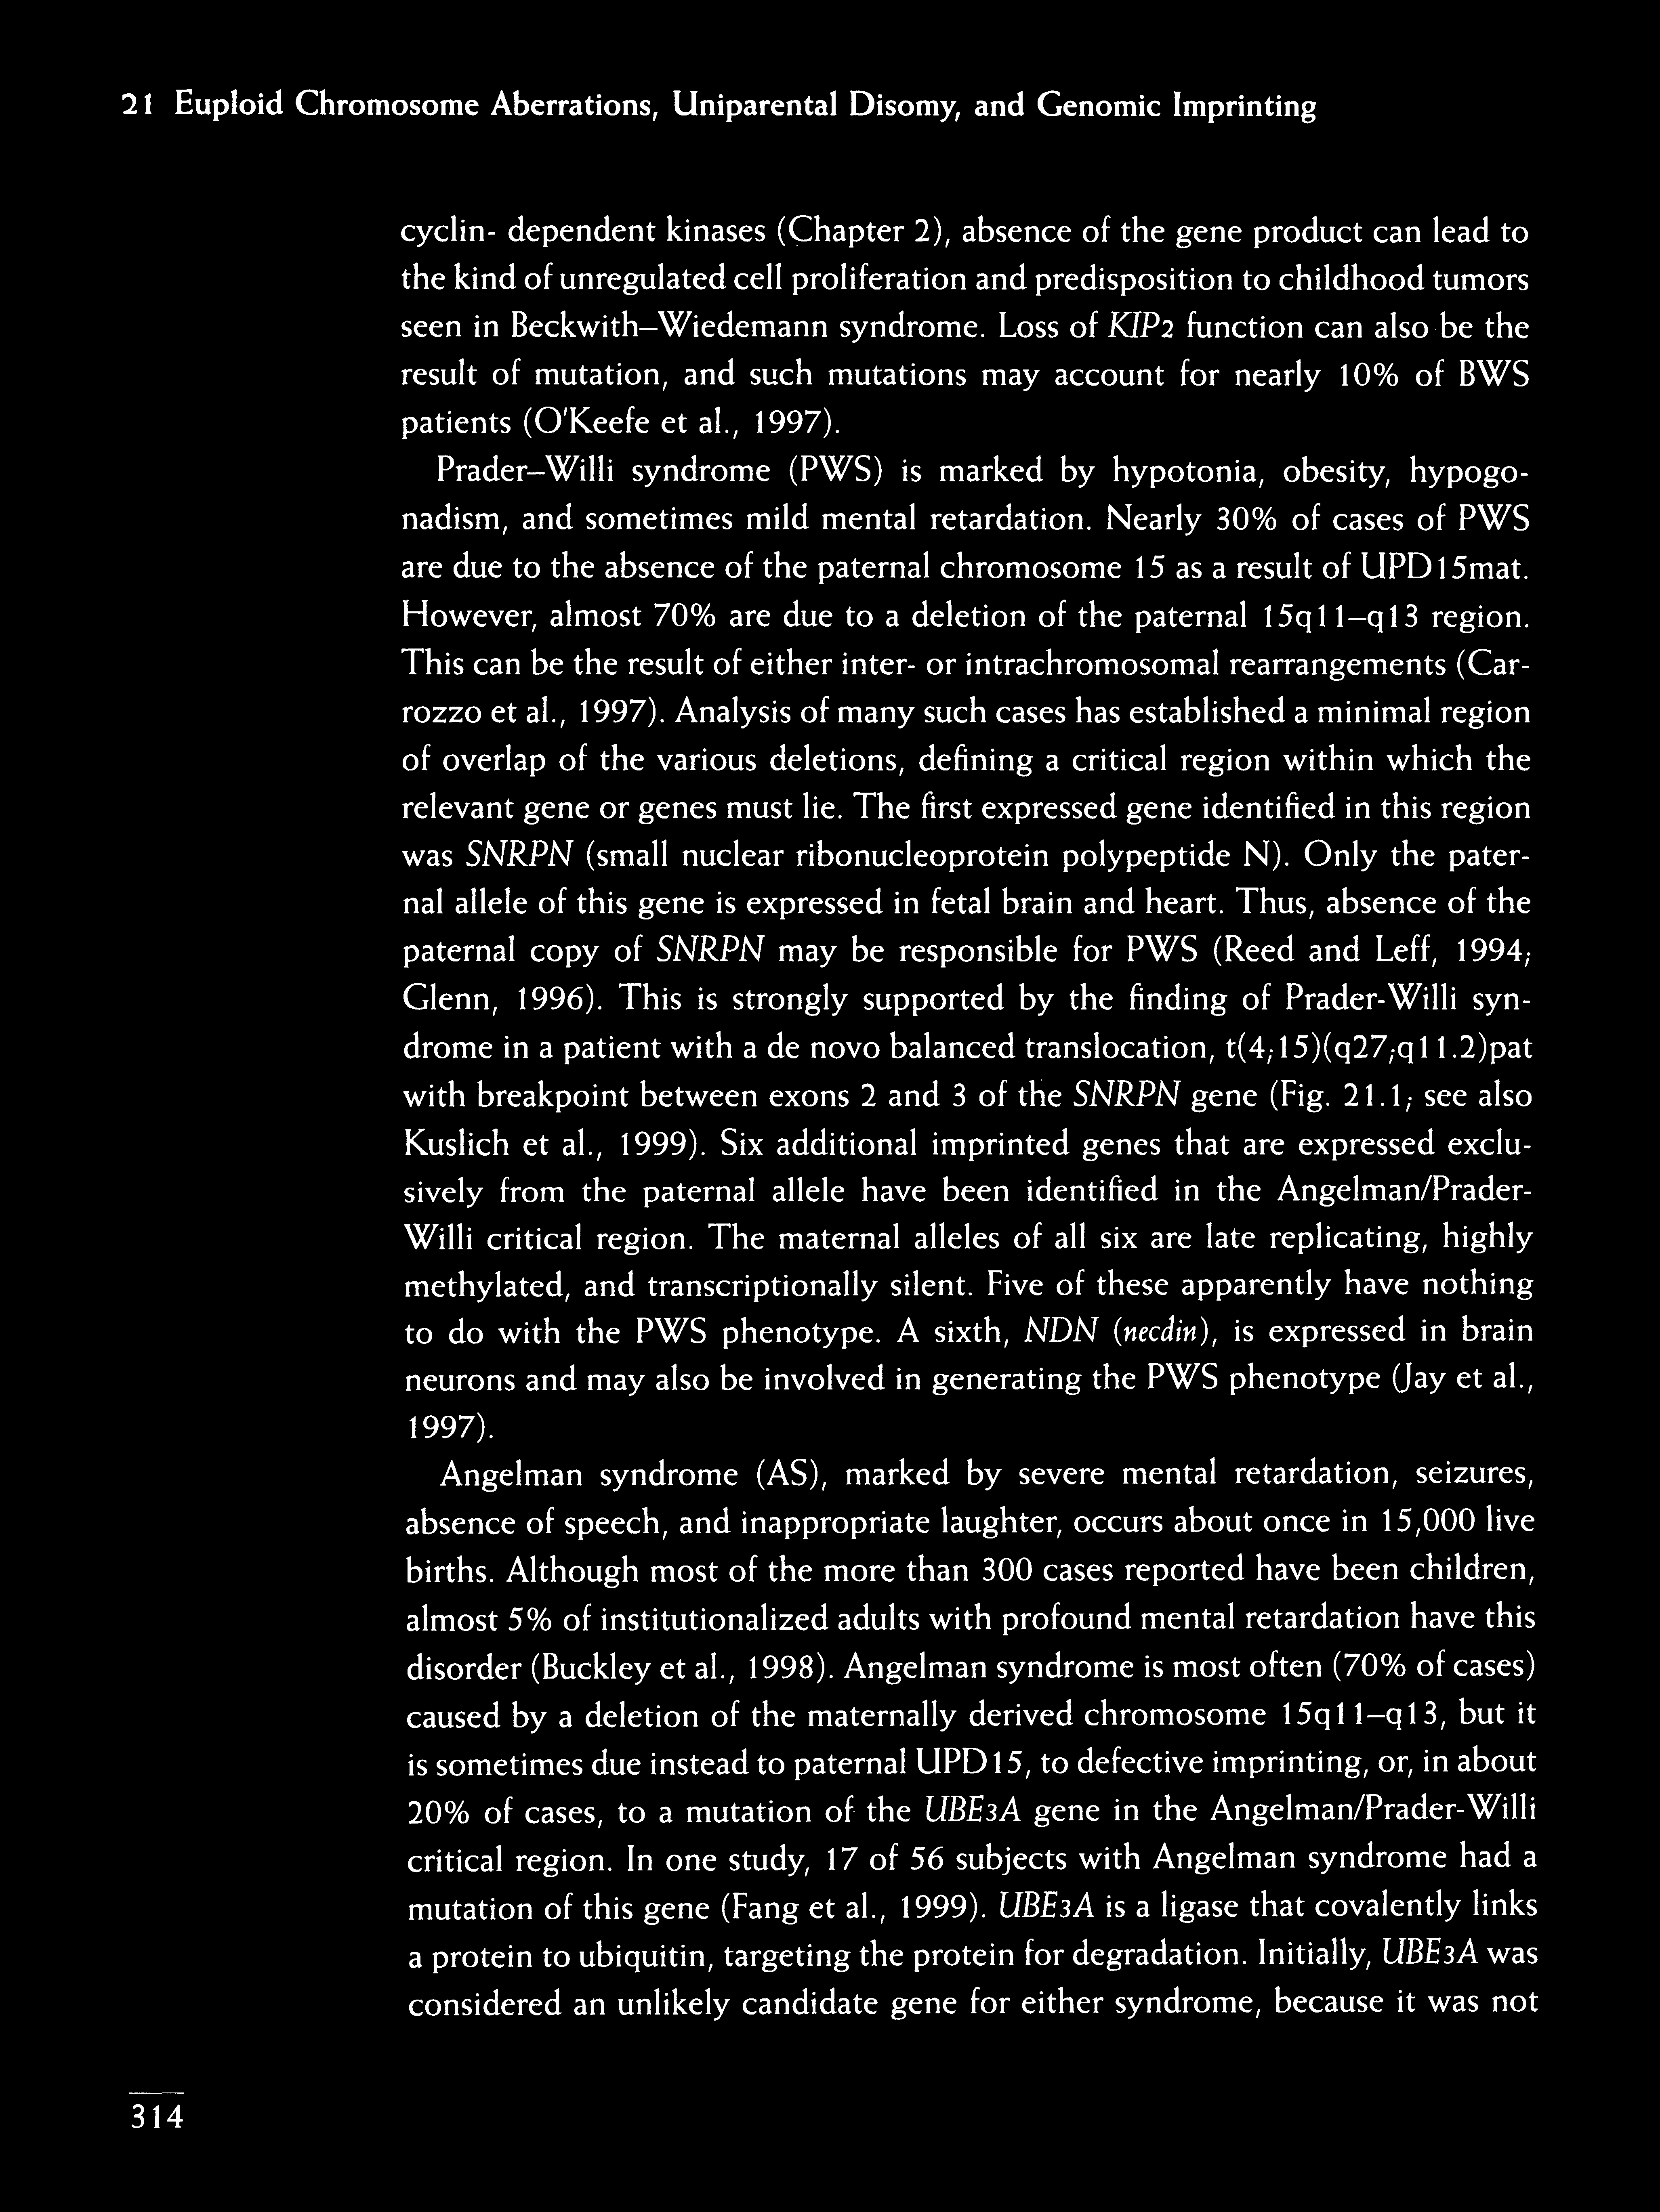 21 Euploid Chromosome Aberrations, Uniparental Disomy, and Genomic Imprinting
cyclin- dependent kinases (Chapter 2), absence of the gene product can lead to
the kind of unregulated cell proliferation and predisposition to childhood tumors
seen in Beckwith–Wiedemann syndrome. Loss of KIP2 function can also be the
result of mutation, and such mutations may account for nearly 10% of BWS
patients (O'Keefe et al., 1997).
Prader–Willi syndrome (PWS) is marked by hypotonia, obesity, hypogo-
nadism, and sometimes mild mental retardation. Nearly 30% of cases of PWS
are due to the absence of the paternal chromosome 15 as a result of UPD15mat.
However, almost 70% are due to a deletion of the paternal 15q11–q13 region.
This can be the result of either inter- or intrachromosomal rearrangements (Car-
rozzo et al., 1997). Analysis of many such cases has established a minimal region
of overlap of the various deletions, defining a critical region within which the
relevant gene or genes must lie. The first expressed gene identified in this region
was SNRPN (small nuclear ribonucleoprotein polypeptide N). Only the pater-
nal allele of this gene is expressed in fetal brain and heart. Thus, absence of the
paternal copy of SNRPN may be responsible for PWS (Reed and Leff, 1994;
Glenn, 1996). This is strongly supported by the finding of Prader-Willi syn-
drome in a patient with a de novo balanced translocation, t(4;15)(q27;q11.2)pat
with breakpoint between exons 2 and 3 of the SNRPN gene (Fig. 21.1; see also
Kuslich et al., 1999). Six additional imprinted genes that are expressed exclu-
sively from the paternal allele have been identified in the Angelman/Prader-
Willi critical region. The maternal alleles of all six are late replicating, highly
methylated, and transcriptionally silent. Five of these apparently have nothing
to do with the PWS phenotype. A sixth, NDN (necdin), is expressed in brain
neurons and may also be involved in generating the PWS phenotype (Jay et al.,
1997).
Angelman syndrome (AS), marked by severe mental retardation, seizures,
absence of speech, and inappropriate laughter, occurs about once in 15,000 live
births. Although most of the more than 300 cases reported have been children,
almost 5% of institutionalized adults with profound mental retardation have this
disorder (Buckley et al., 1998). Angelman syndrome is most often (70% of cases)
caused by a deletion of the maternally derived chromosome 15q11–q13, but it
is sometimes due instead to paternal UPD15, to defective imprinting, or, in about
20% of cases, to a mutation of the UBE3A gene in the Angelman/Prader-Willi
critical region. In one study, 17 of 56 subjects with Angelman syndrome had a
mutation of this gene (Fang et al., 1999). UBE3A is a ligase that covalently links
a protein to ubiquitin, targeting the protein for degradation. Initially, UBE3A was
considered an unlikely candidate gene for either syndrome, because it was not
314